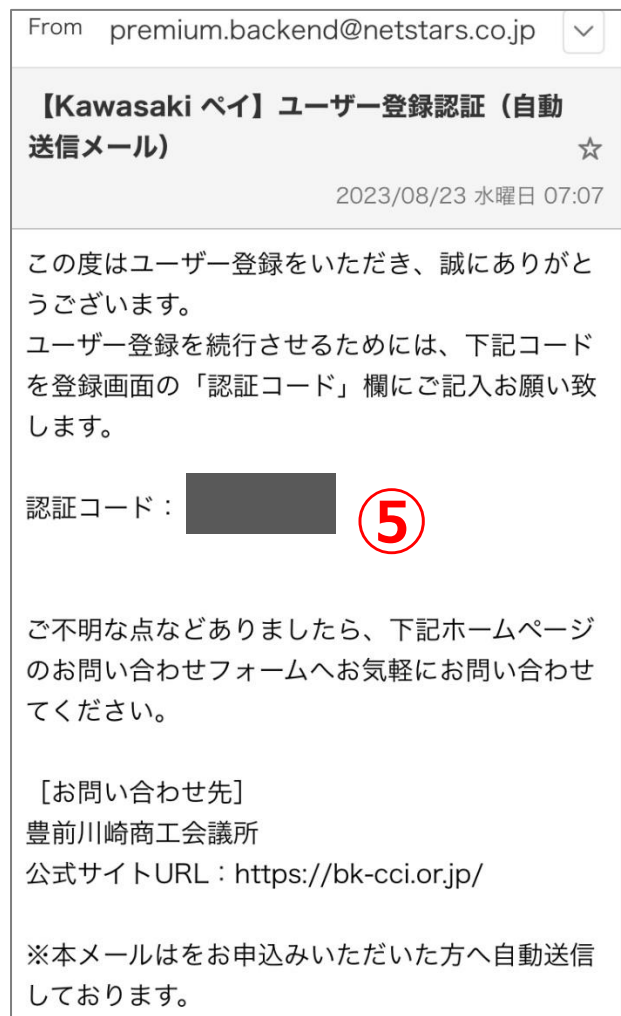 From premium.backend@netstars.co.jp
【Kawasaki ペイ】ユーザー登録認証（自動
送信メール）
2023/08/23 水曜日 07:07
この度はユーザー登録をいただき、誠にありがと
うございます。
ユーザー登録を続行させるためには、下記コード
を登録画面の「認証コード」欄にご記入お願い致
します。
認証コード：
⑤
ご不明な点などありましたら、下記ホームページ
のお問い合わせフォームへお気軽にお問い合わせ
てください。
［お問い合わせ先］
豊前川崎商工会議所
公式サイトURL：https://bk-cci.or.jp/
※本メールはをお申込みいただいた方へ自動送信
しております。